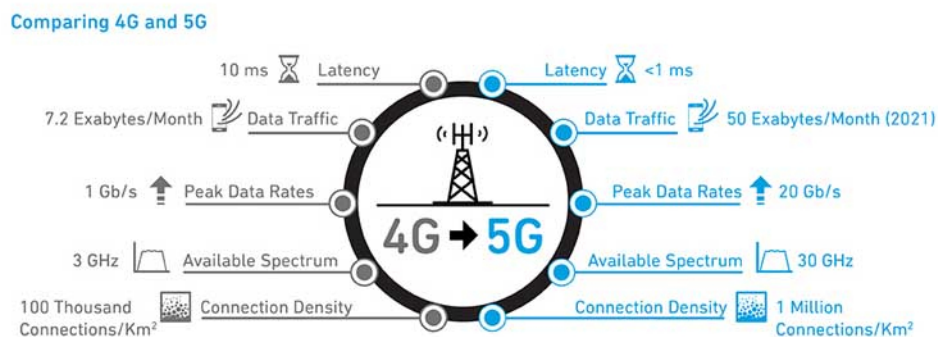 Comparing 4G and 5G
10 ms Latency
Latency <1 ms
7.2 Exabytes/Month Data Traffic
Data Traffic 50 Exabytes/Month (2021)
1 Gb/s Peak Data Rates
Peak Data Rates 20 Gb/s
4G 5G
3 GHz Available Spectrum
Available Spectrum 30 GHz
100 Thousand
Connections/Km²
Connection Density
Connection Density
1 Million
Connections/Km²